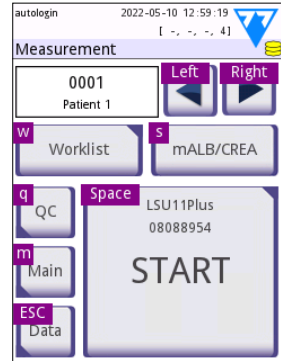 autologin 2022-05-10 12:59:19
[ -, -, -, 4]
Measurement
0001
Patient 1
Left
Right
w
Worklist
s
mALB/CREA
q
QC
m
Main
ESC
Data
Space
LSU11Plus
08088954
START